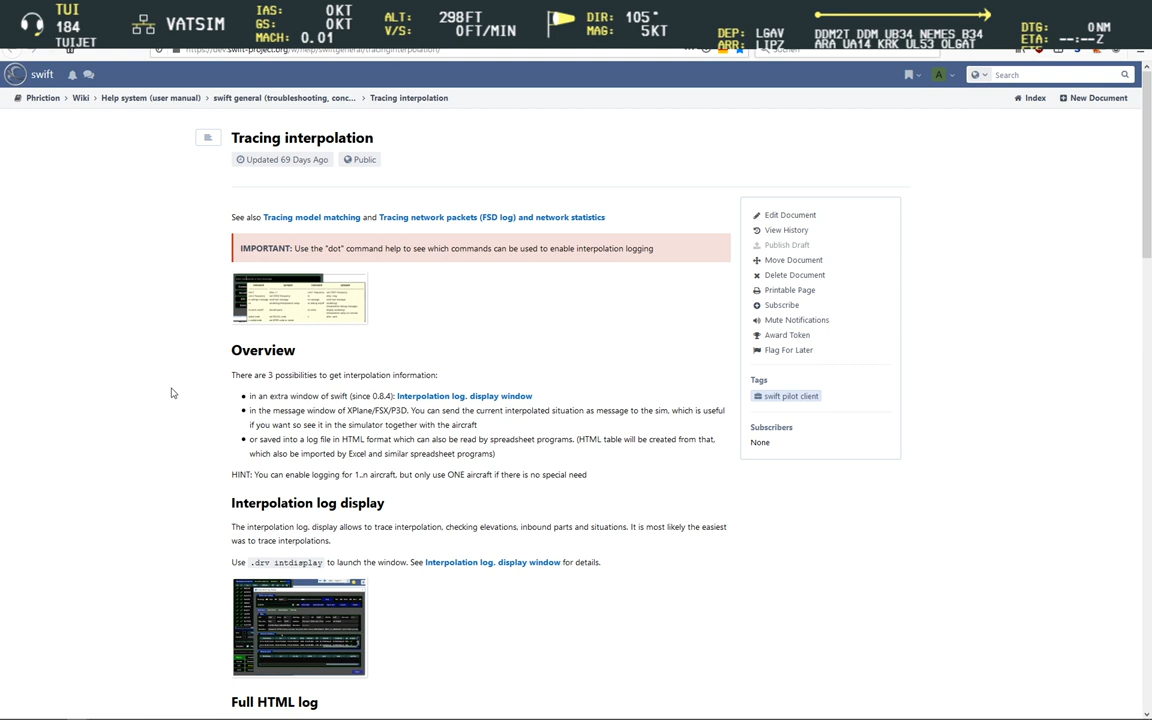 TUI
184
TUIJET
VATSIM
IAS: 0KT
GS: 0KT
MACH: 0.01
ALT: 298FT
V/S: 0FT/MIN
DIR: 105°
MAG: 5KT
DEP: LGAV
ARR: LIPZ
DDM2T DDM UB34 NEMES B34
ARA UA14 KRK UL53 OLGAT
DTG: 0NM
ETA: --:--Z
swift
A
Search
Phriction > Wiki > Help system (user manual) > swift general (troubleshooting, conc... > Tracing interpolation
Index
New Document
Tracing interpolation
Updated 69 Days Ago
Public
See also Tracing model matching and Tracing network packets (FSD log) and network statistics
IMPORTANT: Use the "dot" command help to see which commands can be used to enable interpolation logging
Overview
There are 3 possibilities to get interpolation information:
in an extra window of swift (since 0.8.4): Interpolation log. display window
in the message window of XPlane/FSX/P3D. You can send the current interpolated situation as message to the sim, which is useful
if you want so see it in the simulator together with the aircraft
or saved into a log file in HTML format which can also be read by spreadsheet programs. (HTML table will be created from that,
which also be imported by Excel and similar spreadsheet programs)
HINT: You can enable logging for 1..n aircraft, but only use ONE aircraft if there is no special need
Interpolation log display
The interpolation log. display allows to trace interpolation, checking elevations, inbound parts and situations. It is most likely the easiest
was to trace interpolations.
Use .drv intdisplay to launch the window. See Interpolation log. display window for details.
Full HTML log
Edit Document
View History
Publish Draft
Move Document
Delete Document
Printable Page
Subscribe
Mute Notifications
Award Token
Flag For Later
Tags
swift pilot client
Subscribers
None